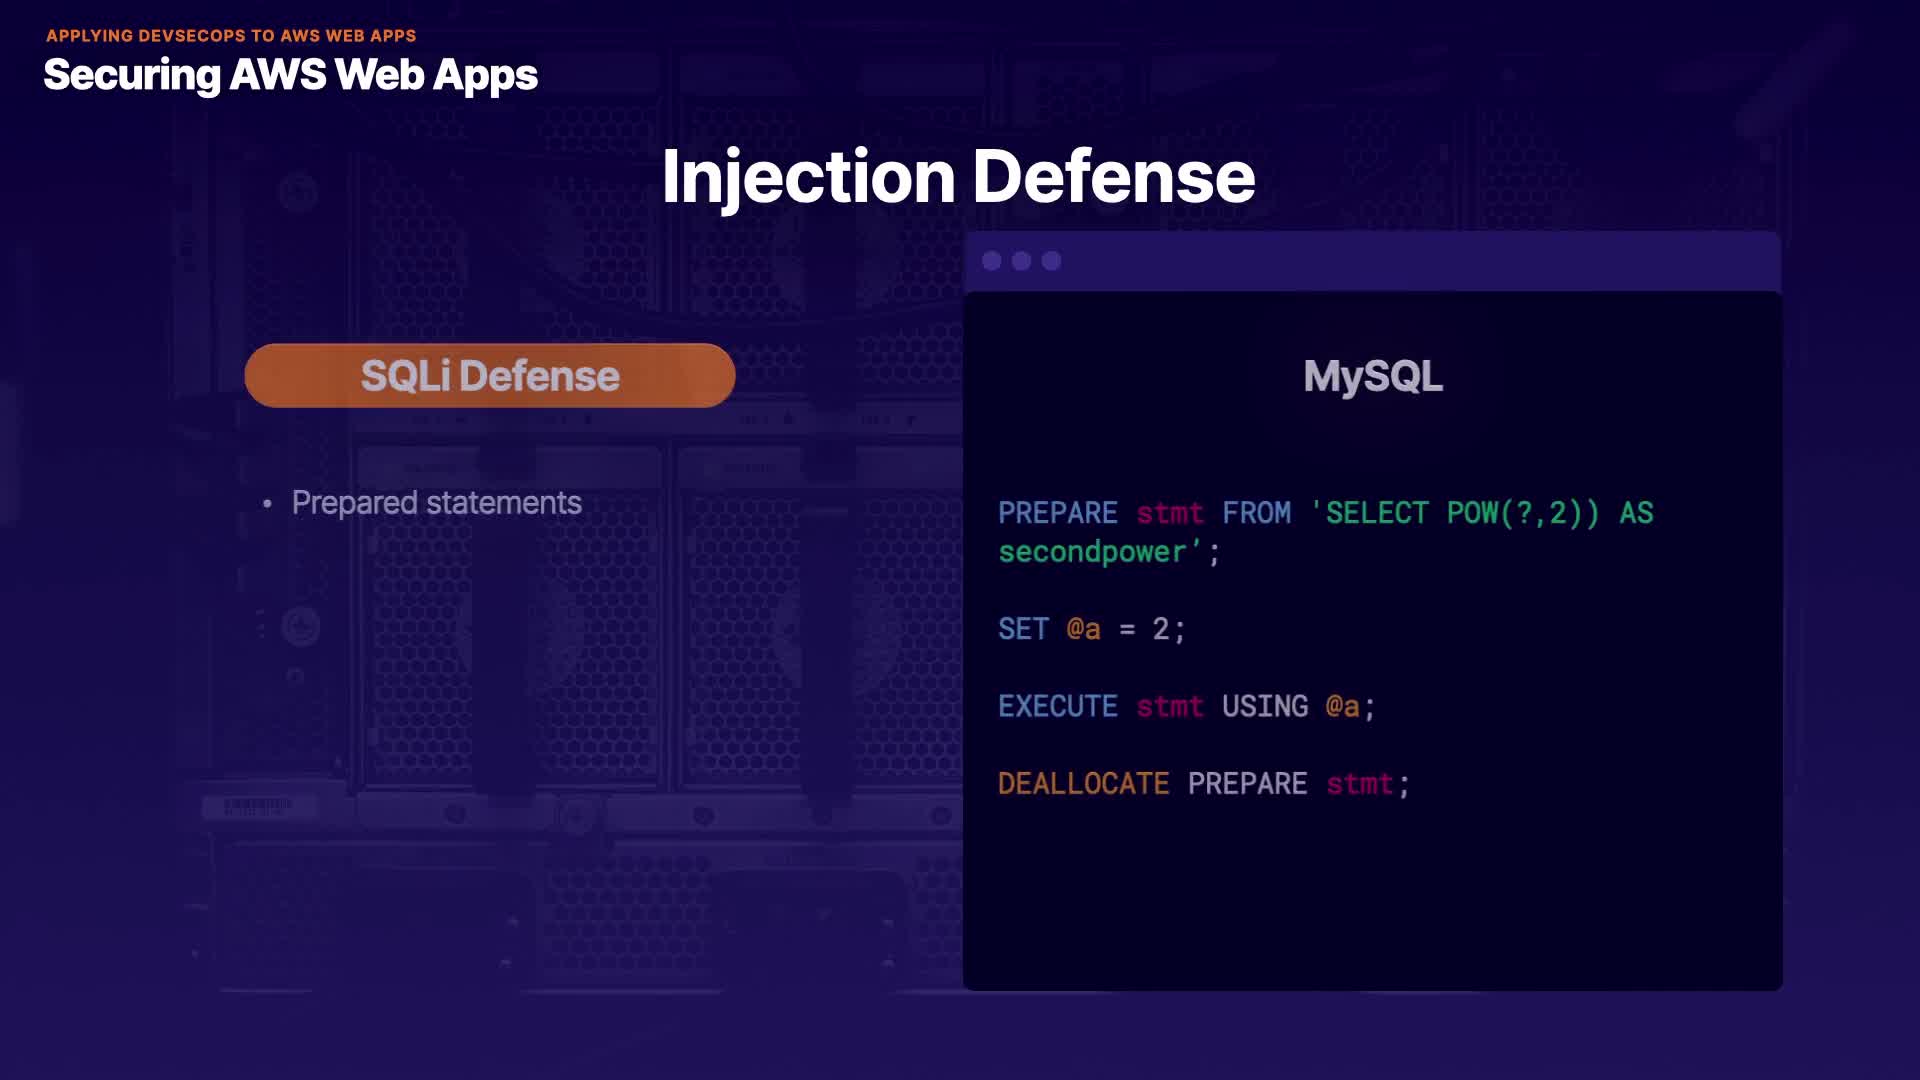 APPLYING DEVSECOPS TO AWS WEB APPS
Securing AWS Web Apps
Injection Defense
SQLi Defense
• Prepared statements
MySQL
PREPARE stmt FROM 'SELECT POW(?,2)) AS
secondpower’;
SET @a = 2;
EXECUTE stmt USING @a;
DEALLOCATE PREPARE stmt;